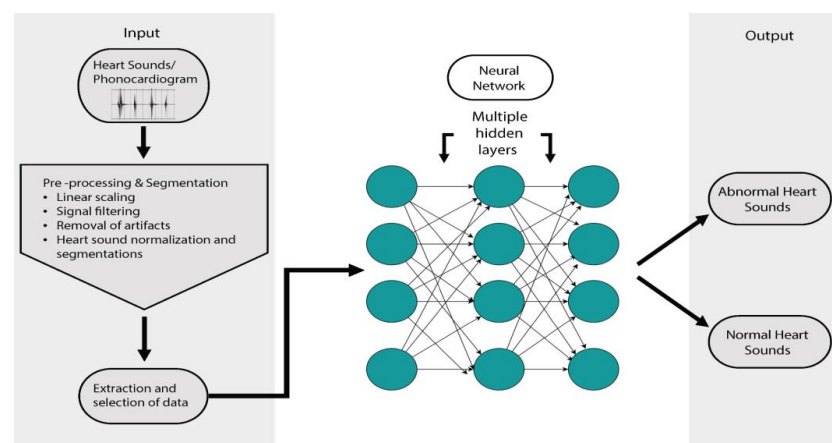 Input
Heart Sounds/
Phonocardiogram
Pre -processing & Segmentation
• Linear scaling
• Signal filtering
• Removal of artifacts
• Heart sound normalization and
segmentations
Extraction and
selection of data
Neural
Network
Multiple
hidden
layers
Output
Abnormal Heart
Sounds
Normal Heart
Sounds